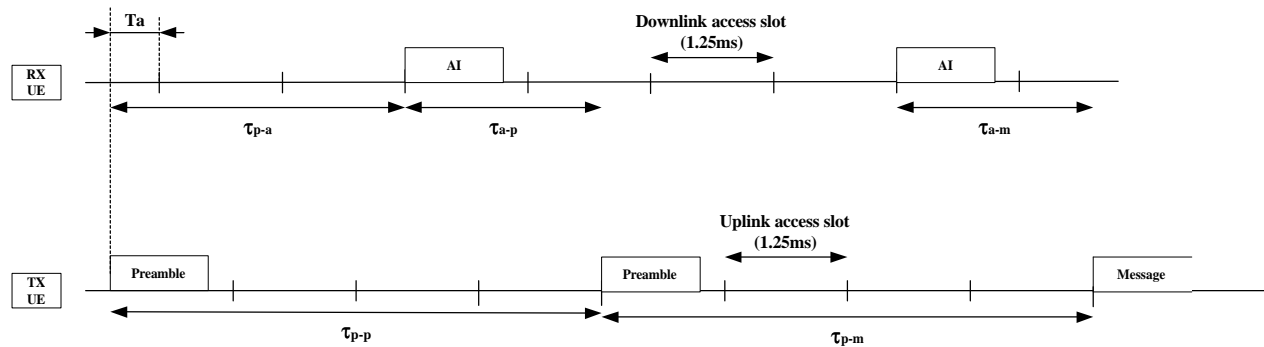 Ta
Downlink access slot
(1.25ms)
AI
AI
RX
UE
τp-a
τa-p
τa-m
Uplink access slot
(1.25ms)
Preamble
Preamble
Message
TX
UE
τp-p
τp-m